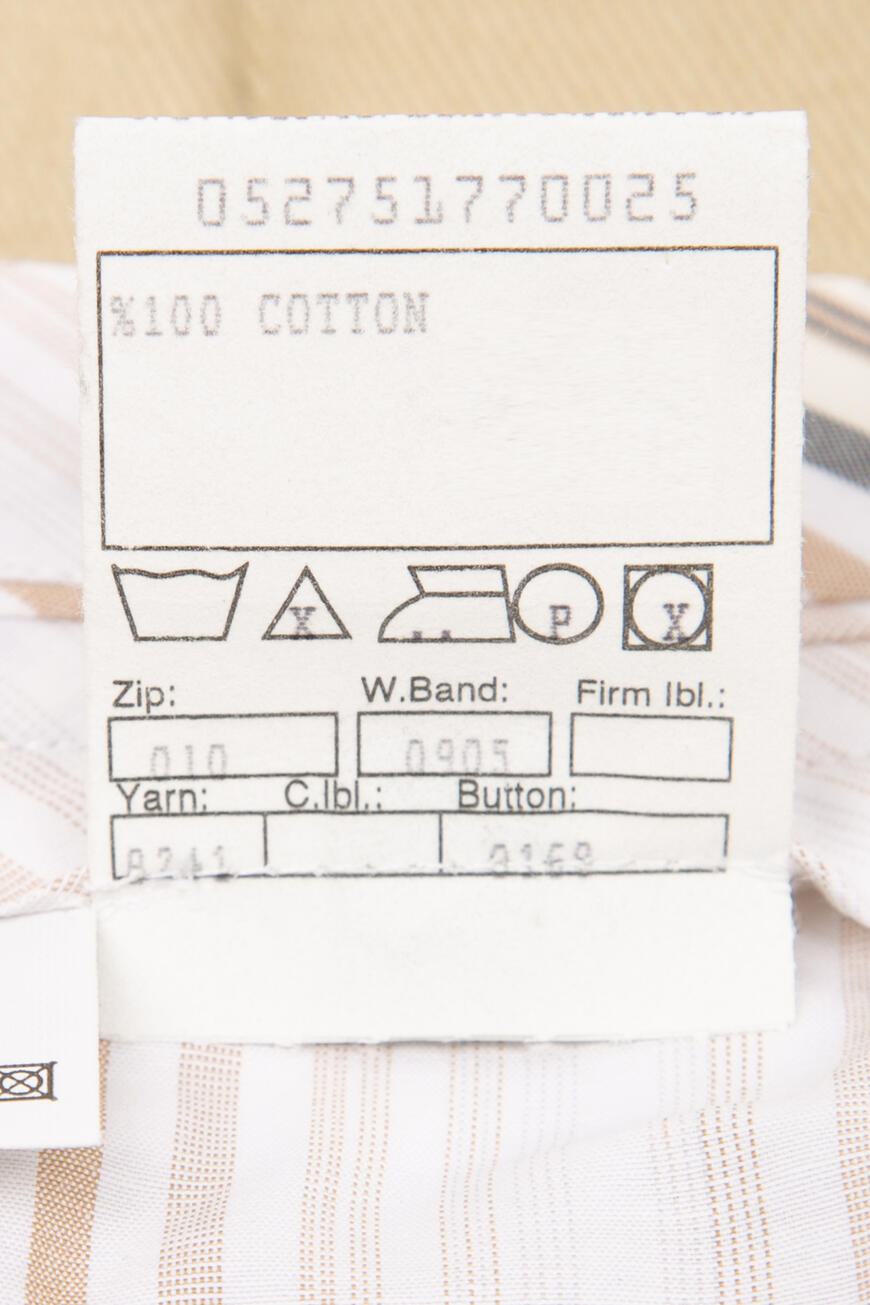 052751770025
%100 COTTON
X P X
Zip: W.Band: Firm lbl.:
010 0905
Yarn: C.lbl.: Button: